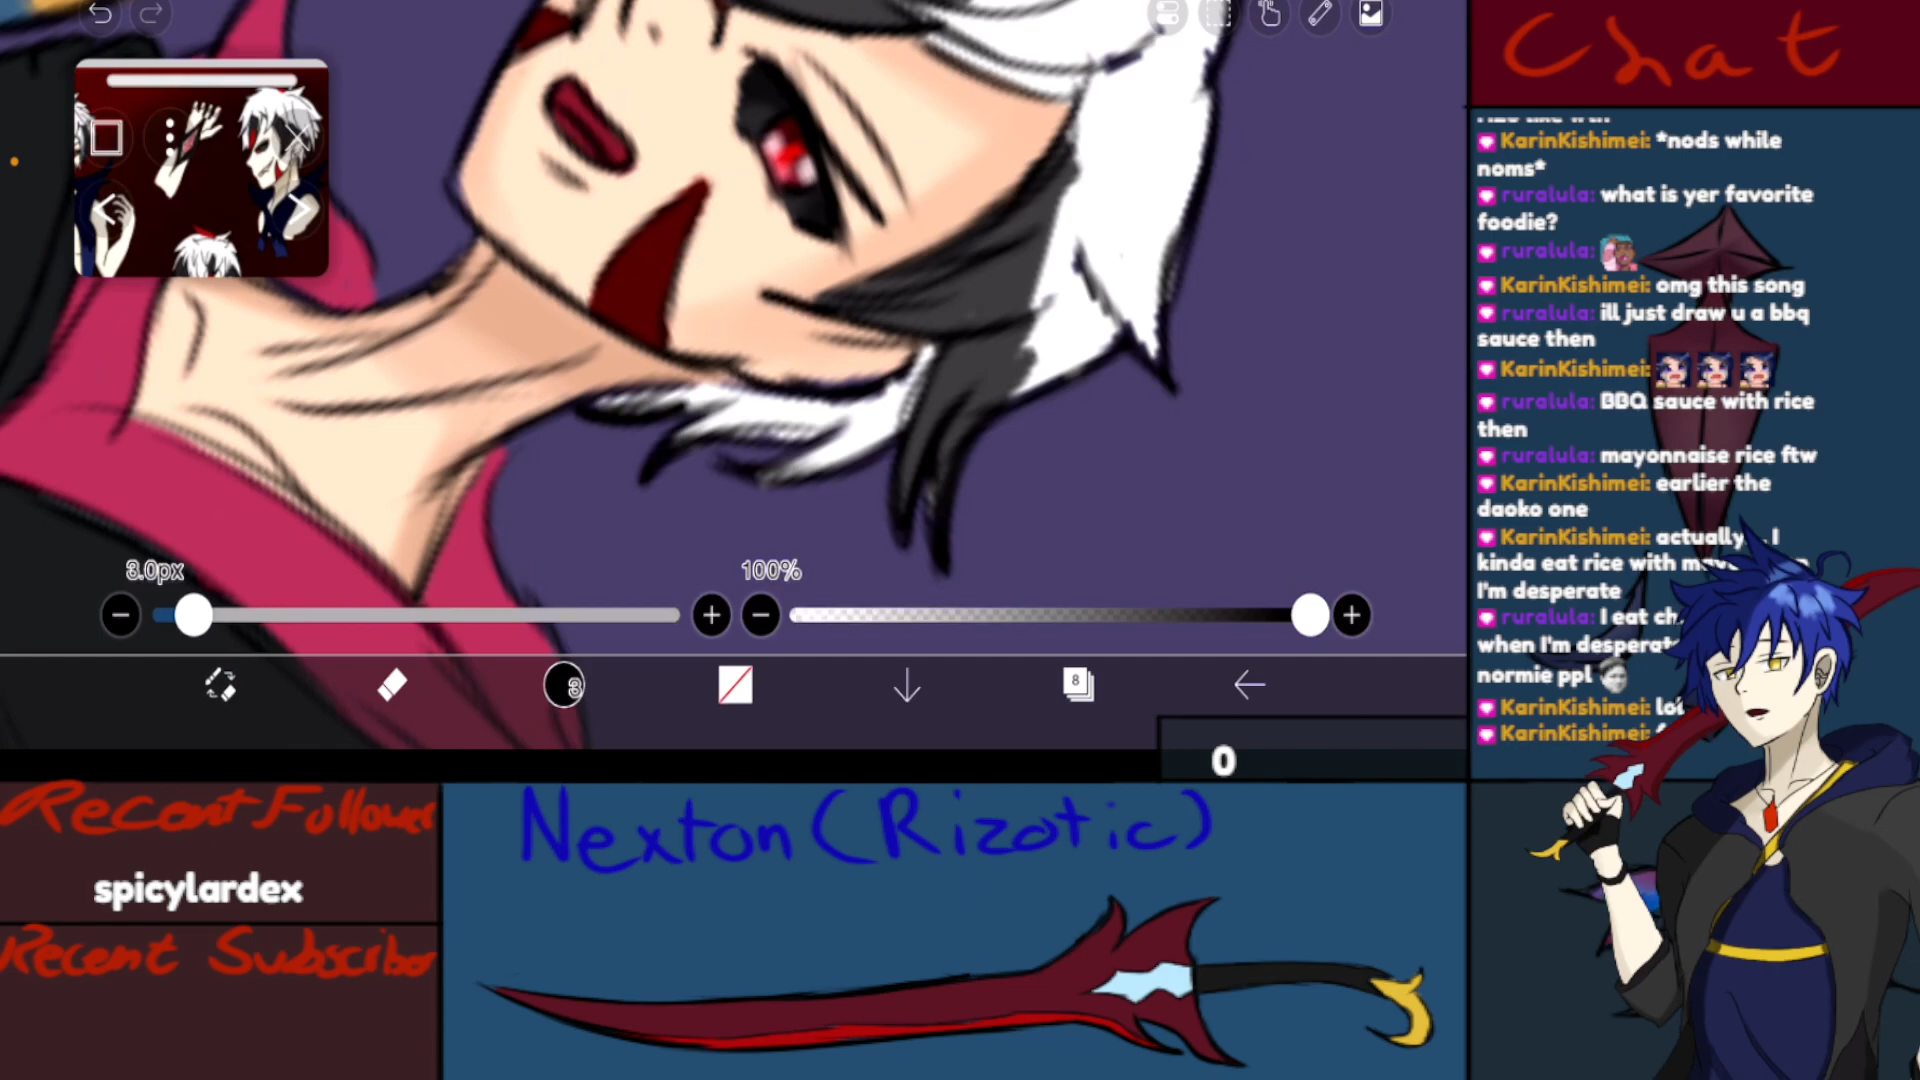 Chat
KarinKishimei: *nods while
noms*
ruralula: what is yer favorite
foodie?
ruralula:
KarinKishimei: omg this song
ruralula: ill just draw u a bbq
sauce then
KarinKishimei:
ruralula: BBQ sauce with rice
then
ruralula: mayonnaise rice ftw
KarinKishimei: earlier the
daoko one
KarinKishimei: actually... I
kinda eat rice with
I'm desperate
ruralula: I eat
when I'm
normie ppl
KarinKishimei:
KarinKishimei:
3.0px
100%
3
8
0
Recent Follower
spicylardex
Recent Subscriber
Nexton (Rizotic)